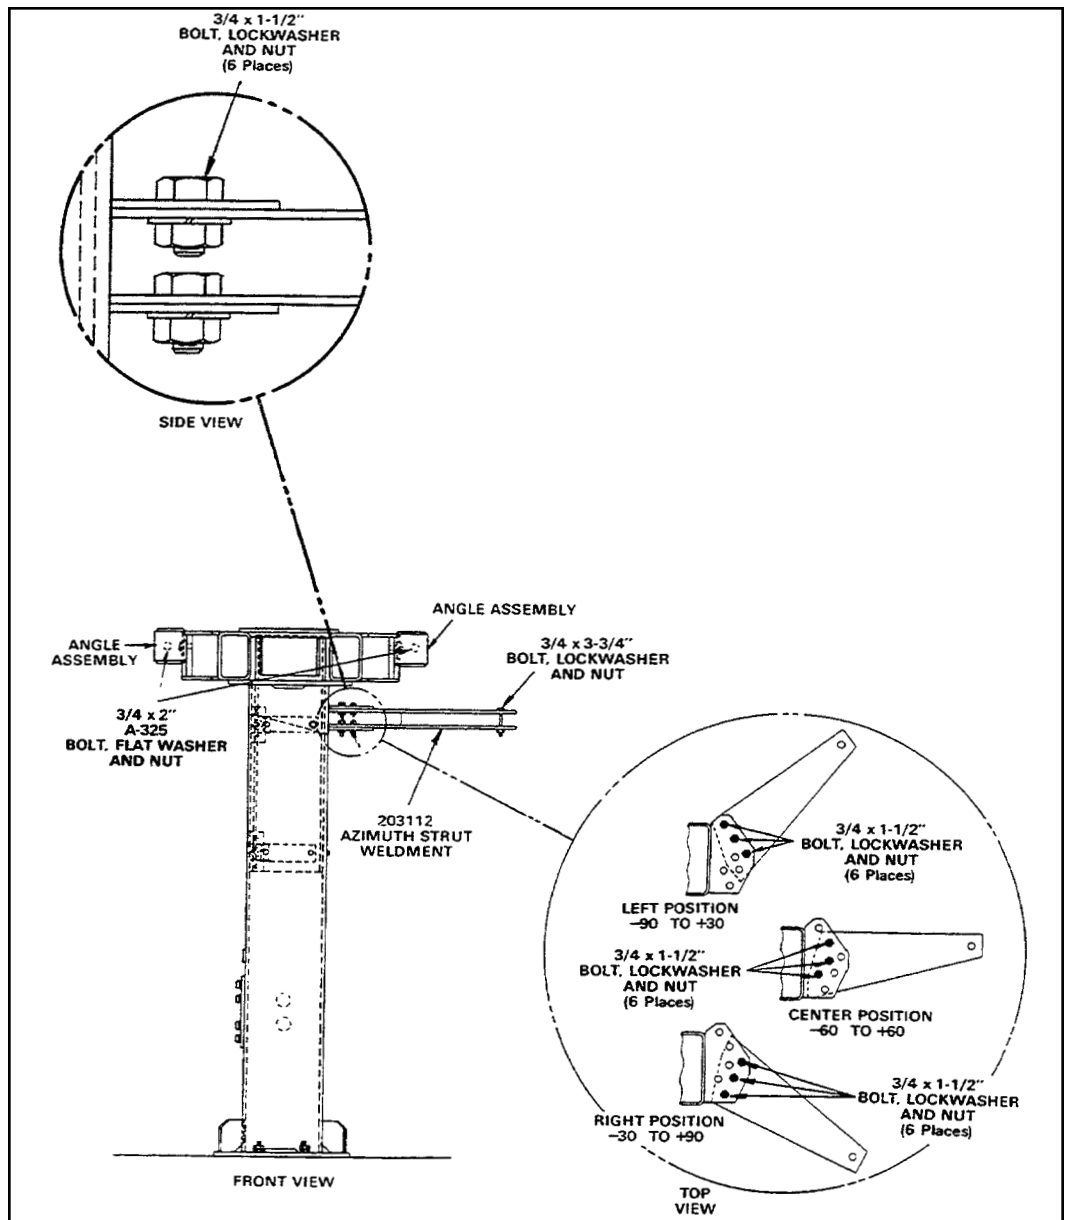 3/4 x 1-1/2"
BOLT, LOCKWASHER
AND NUT
(6 Places)
SIDE VIEW
ANGLE ASSEMBLY
ANGLE
ASSEMBLY
3/4 x 3-3/4"
BOLT, LOCKWASHER
AND NUT
3/4 x 2"
A-325
BOLT, FLAT WASHER
AND NUT
203112
AZIMUTH STRUT
WELDMENT
3/4 x 1-1/2"
BOLT, LOCKWASHER
AND NUT
(6 Places)
LEFT POSITION
-90 TO +30
3/4 x 1-1/2"
BOLT, LOCKWASHER
AND NUT
(6 Places)
CENTER POSITION
-60 TO +60
3/4 x 1-1/2"
BOLT, LOCKWASHER
AND NUT
(6 Places)
RIGHT POSITION
-30 TO +90
FRONT VIEW
TOP
VIEW